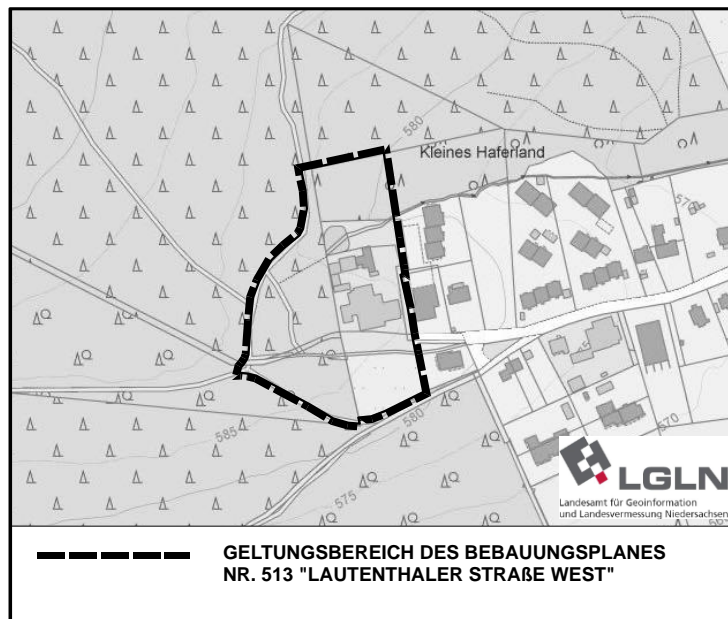 580
Kleines Haferland
585
580
575
570
LGLN
Landesamt für Geoinformation
und Landesvermessung Niedersachsen
GELTUNGSBEREICH DES BEBAUUNGSPLANES
NR. 513 "LAUTENTHALER STRAßE WEST"